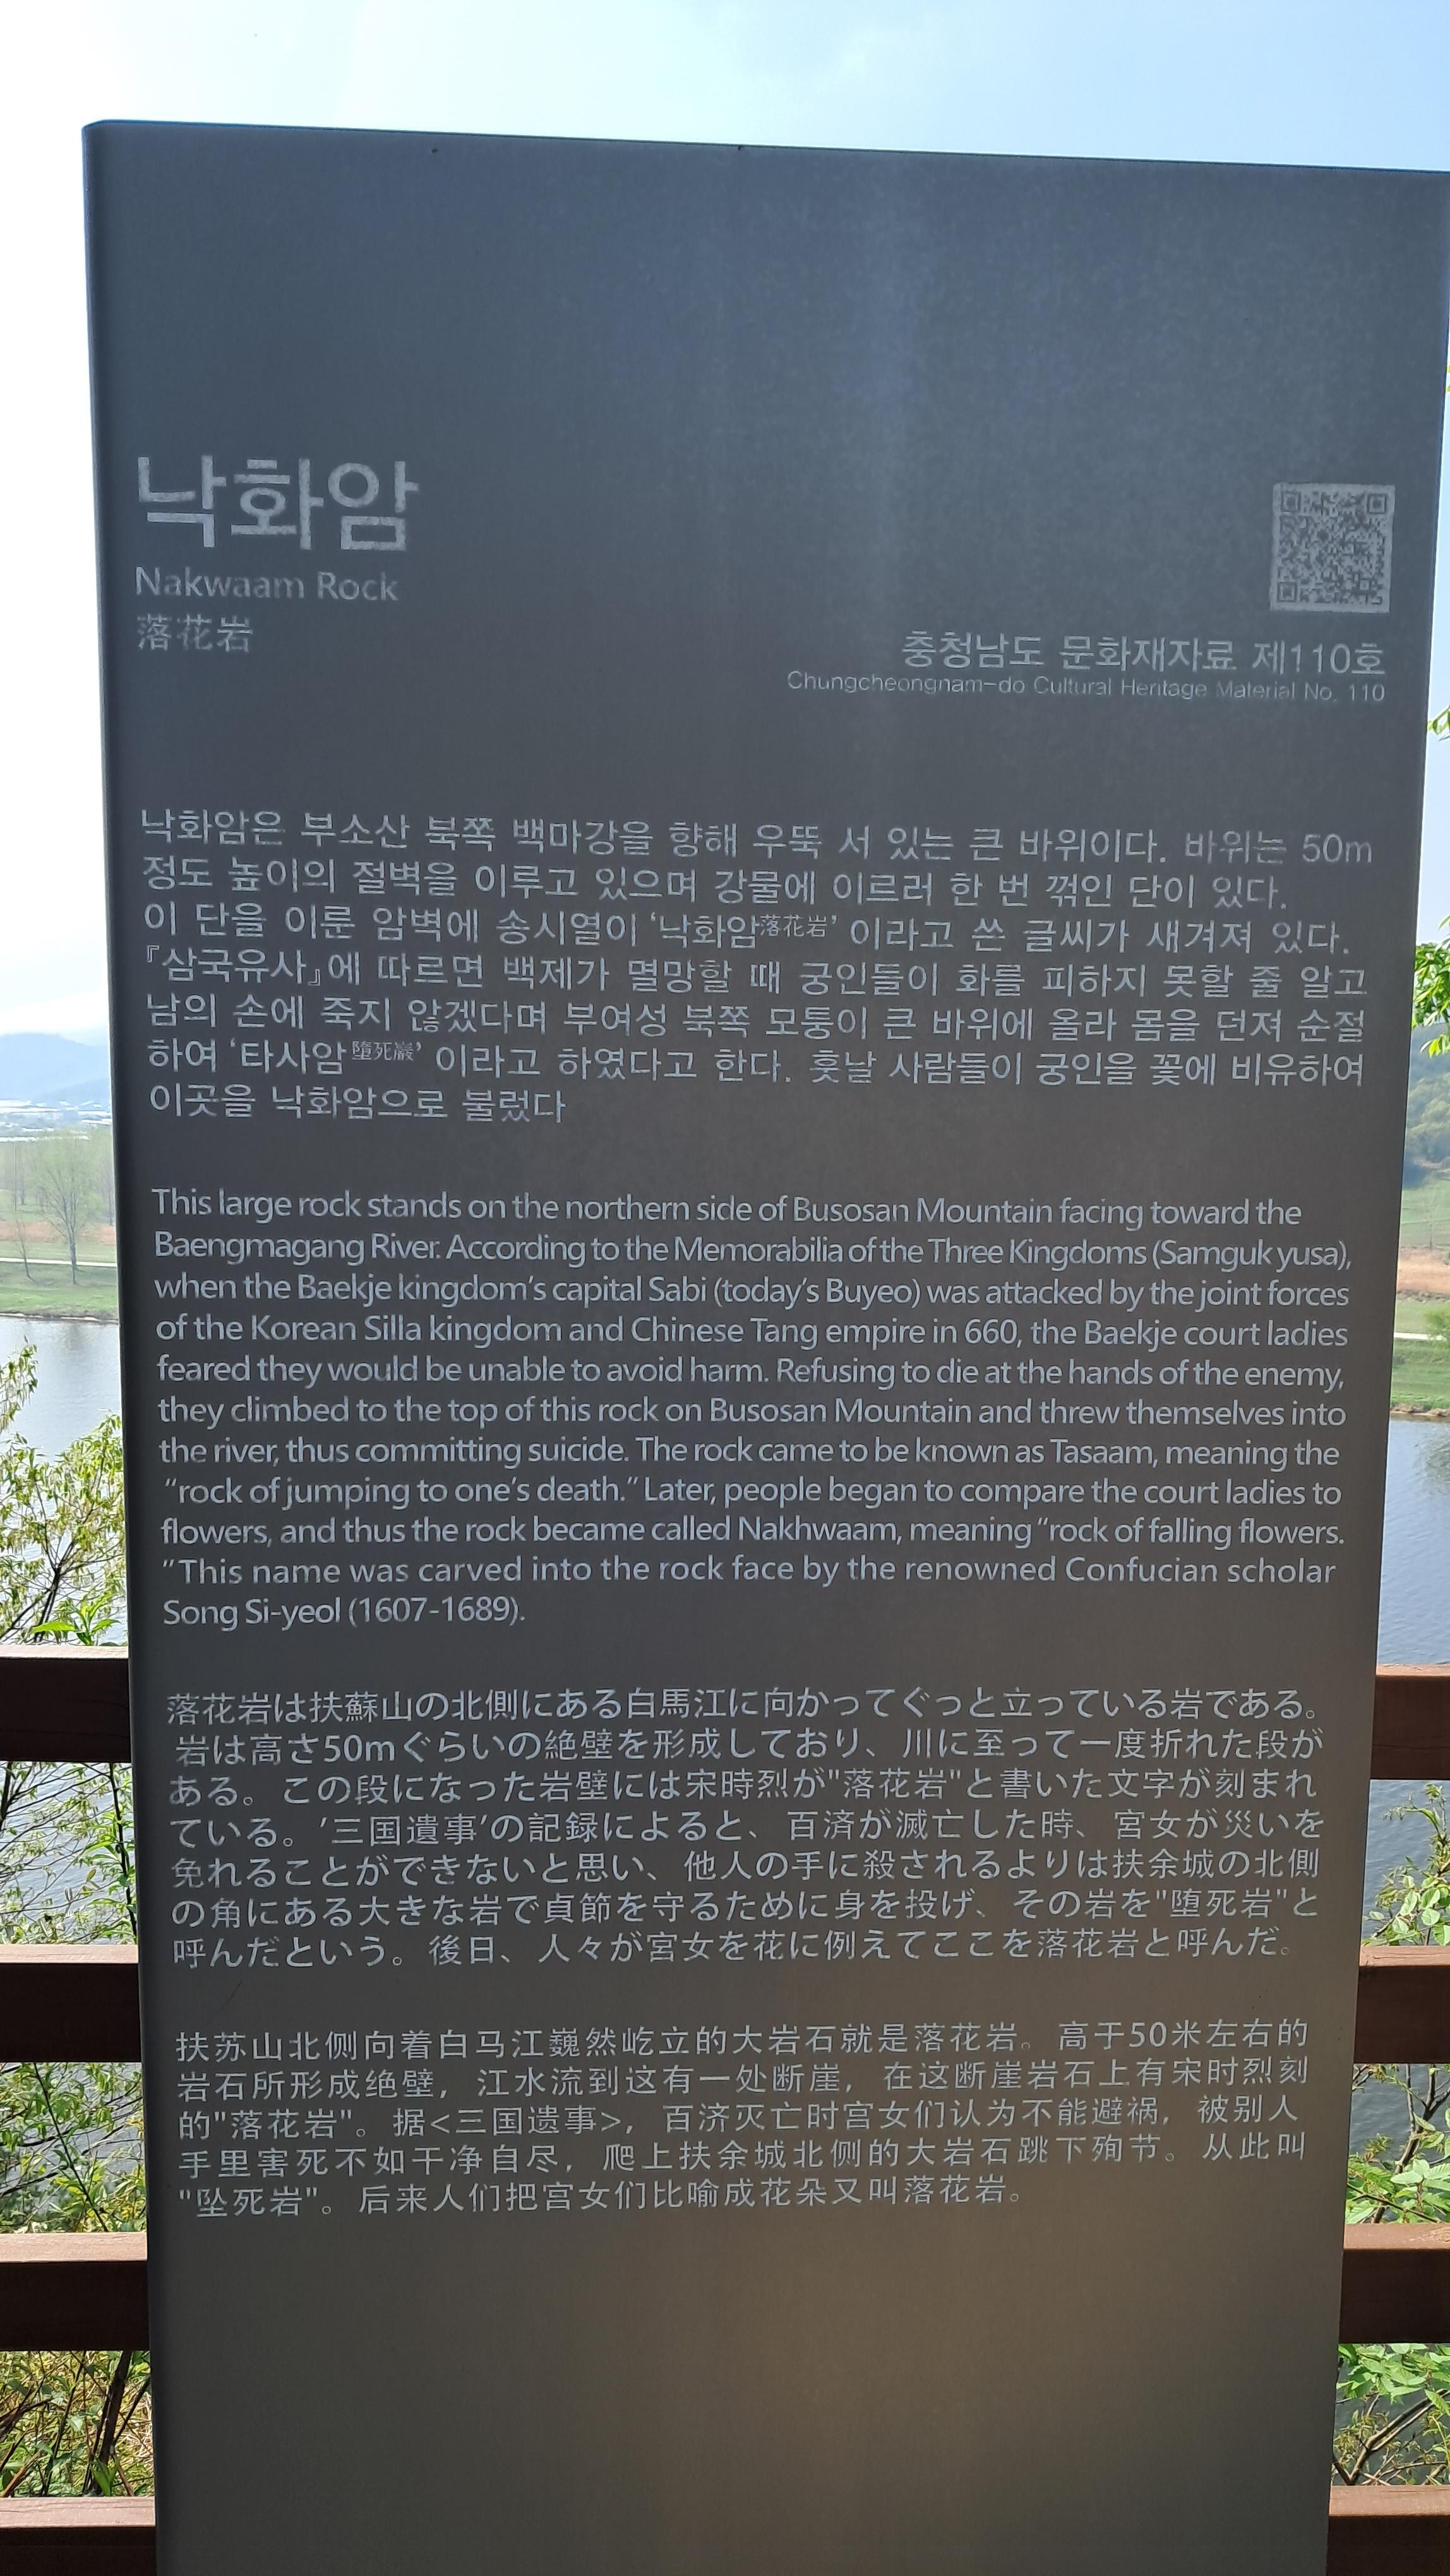 낙화암
Nakwaam Rock
落花岩
충청남도 문화재자료 제110호
Chungcheongnam-do Cultural Heritage Material No. 110
낙화암은 부소산 북쪽 백마강을 향해 우뚝 서 있는 큰 바위이다. 바위는 50m
정도 높이의 절벽을 이루고 있으며 강물에 이르러 한 번 꺾인 단이 있다.
이 단을 이룬 암벽에 송시열이 ‘낙화암落花岩’ 이라고 쓴 글씨가 새겨져 있다.
『삼국유사』에 따르면 백제가 멸망할 때 궁인들이 화를 피하지 못할 줄 알고
남의 손에 죽지 않겠다며 부여성 북쪽 모퉁이 큰 바위에 올라 몸을 던져 순절
하여 ‘타사암墮死巖’ 이라고 하였다고 한다. 훗날 사람들이 궁인을 꽃에 비유하여
이곳을 낙화암으로 불렀다
This large rock stands on the northern side of Busosan Mountain facing toward the
Baengmagang River. According to the Memorabilia of the Three Kingdoms (Samguk yusa),
when the Baekje kingdom's capital Sabi (today's Buyeo) was attacked by the joint forces
of the Korean Silla kingdom and Chinese Tang empire in 660, the Baekje court ladies
feared they would be unable to avoid harm. Refusing to die at the hands of the enemy,
they climbed to the top of this rock on Busosan Mountain and threw themselves into
the river, thus committing suicide. The rock came to be known as Tasaam, meaning the
“rock of jumping to one's death.” Later, people began to compare the court ladies to
flowers, and thus the rock became called Nakhwaam, meaning “rock of falling flowers.
”This name was carved into the rock face by the renowned Confucian scholar
Song Si-yeol (1607-1689).
落花岩は扶蘇山の北側にある白馬江に向かってぐっと立っている岩である。
岩は高さ50mぐらいの絶壁を形成しており、川に至って一度折れた段が
ある。この段になった岩壁には宋時烈が"落花岩"と書いた文字が刻まれ
ている。'三国遺事'の記録によると、百済が滅亡した時、宮女が災いを
免れることができないと思い、他人の手に殺されるよりは扶余城の北側
の角にある大きな岩で貞節を守るために身を投げ、その岩を"堕死岩"と
呼んだという。後日、人々が宮女を花に例えてここを落花岩と呼んだ。
扶苏山北侧向着白马江巍然屹立的大岩石就是落花岩。高于50米左右的
岩石所形成绝壁，江水流到这有一处断崖，在这断崖岩石上有宋时烈刻
的"落花岩"。据<三国遗事>，百济灭亡时宫女们认为不能避祸，被别人
手里害死不如干净自尽，爬上扶余城北侧的大岩石跳下殉节。从此叫
"坠死岩"。后来人们把宫女们比喻成花朵又叫落花岩。